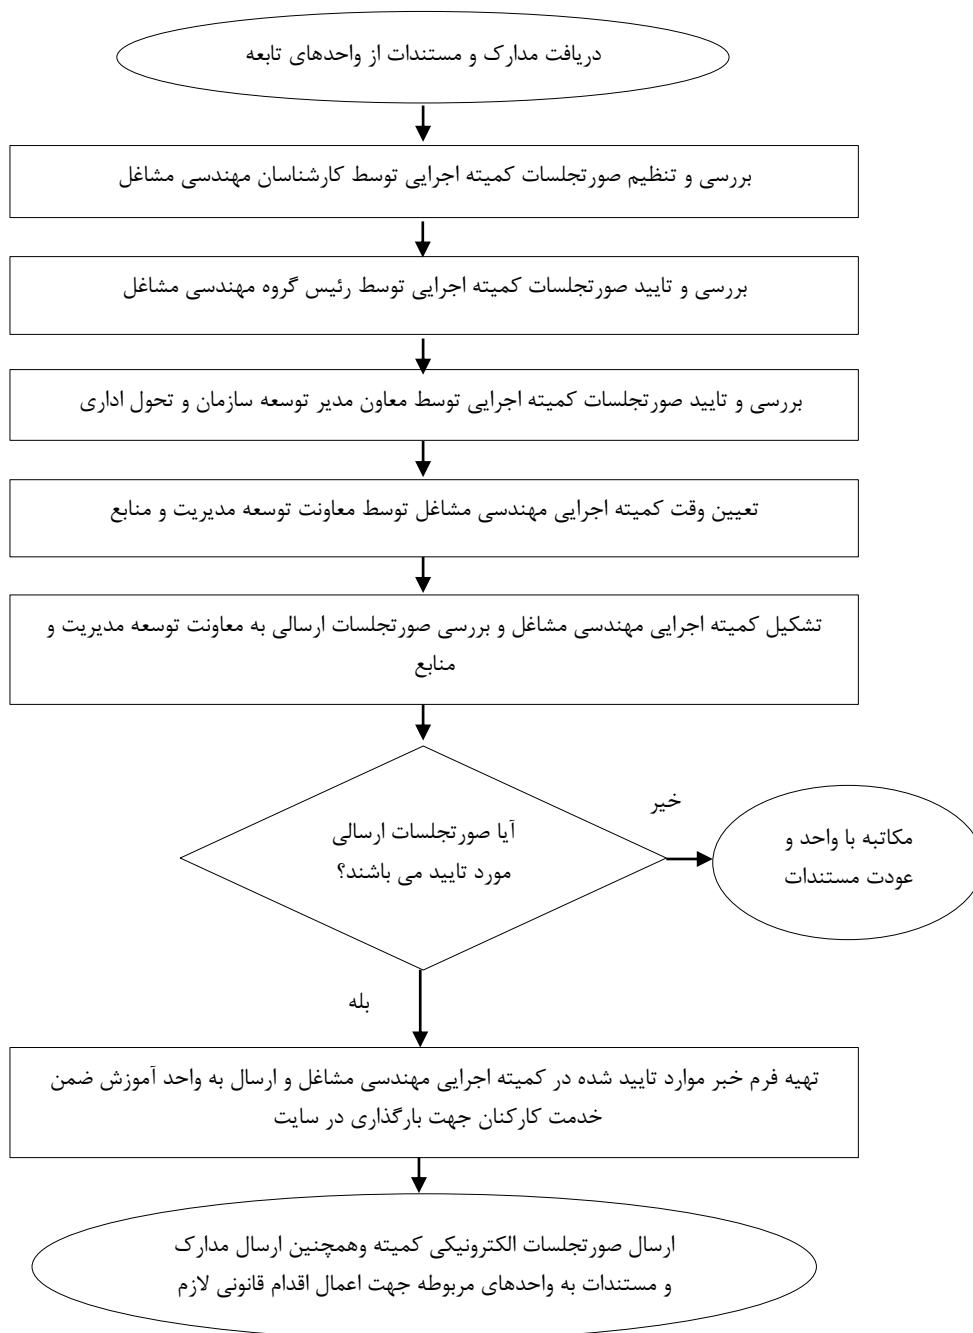 دریافت مدارک و مستندات از واحدهای تابعه
بررسی و تنظیم صورتجلسات کمیته اجرایی توسط کارشناسان مهندسی مشاغل
بررسی و تایید صورتجلسات کمیته اجرایی توسط رئیس گروه مهندسی مشاغل
بررسی و تایید صورتجلسات کمیته اجرایی توسط معاون مدیر توسعه سازمان و تحول اداری
تعیین وقت کمیته اجرایی مهندسی مشاغل توسط معاونت توسعه مدیریت و منابع
تشکیل کمیته اجرایی مهندسی مشاغل و بررسی صورتجلسات ارسالی به معاونت توسعه مدیریت و
منابع
آیا صورتجلسات ارسالی
مورد تایید می باشند؟
خیر
مکاتبه با واحد و
عودت مستندات
بله
تهیه فرم خبر موارد تایید شده در کمیته اجرایی مهندسی مشاغل و ارسال به واحد آموزش ضمن
خدمت کارکنان جهت بارگذاری در سایت
ارسال صورتجلسات الکترونیکی کمیته وهمچنین ارسال مدارک
و مستندات به واحدهای مربوطه جهت اعمال اقدام قانونی لازم